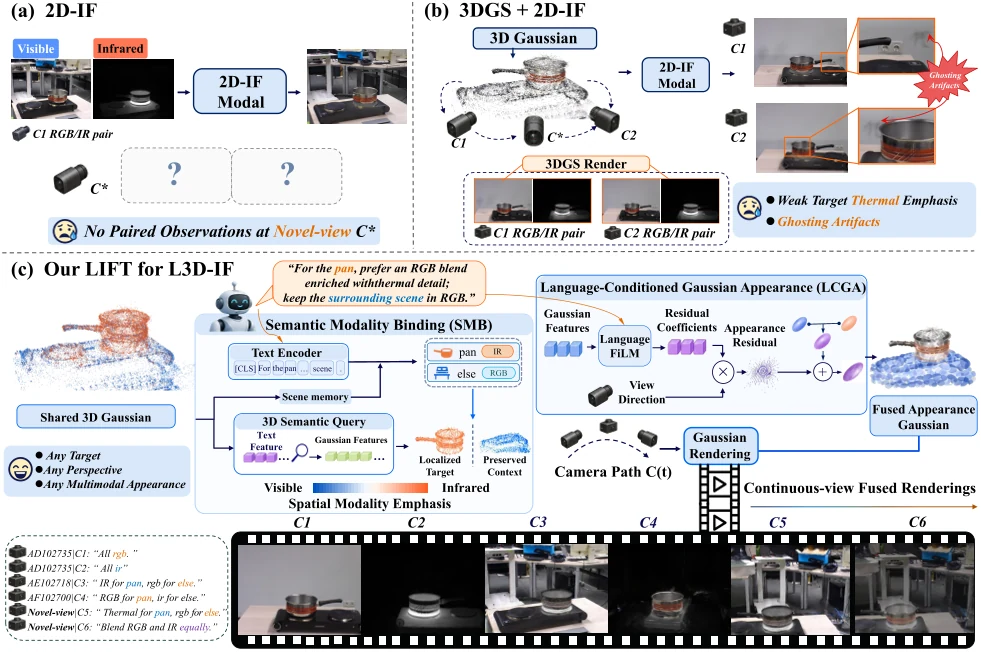 (a) 2D-IF
Visible
Infrared
2D-IF
Modal
C1 RGB/IR pair
C*
?
?
No Paired Observations at Novel-view C*
(b) 3DGS + 2D-IF
3D Gaussian
C1
C*
C2
2D-IF
Modal
C1
C2
Ghosting
Artifacts
3DGS Render
C1 RGB/IR pair
C2 RGB/IR pair
Weak Target Thermal Emphasis
Ghosting Artifacts
(c) Our LIFT for L3D-IF
"For the pan, prefer an RGB blend
enriched withthermal detail;
keep the surrounding scene in RGB."
Shared 3D Gaussian
Any Target
Any Perspective
Any Multimodal Appearance
Semantic Modality Binding (SMB)
Text Encoder
[CLS] For the pan ... scene .
Scene memory
pan IR
else RGB
3D Semantic Query
Text
Feature
Gaussian Features
Localized
Target
Preserved
Context
Visible
Infrared
Spatial Modality Emphasis
Language-Conditioned Gaussian Appearance (LCGA)
Gaussian
Features
Language
FiLM
Residual
Coefficients
Appearance
Residual
View
Direction
Fused Appearance
Gaussian
Camera Path C(t)
Gaussian
Rendering
Continuous-view Fused Renderings
C1
C2
C3
C4
C5
C6
AD102735|C1: "All rgb. "
AD102735|C2: "All ir"
AE102718|C3: " IR for pan, rgb for else."
AF102700|C4: " RGB for pan, ir for else."
Novel-view|C5: " Thermal for pan, rgb for else."
Novel-view|C6: "Blend RGB and IR equally."